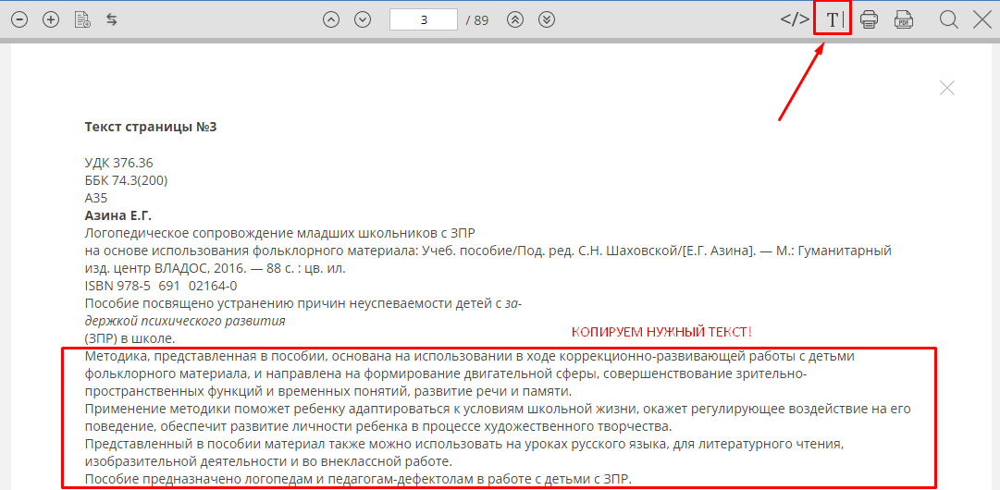 3 / 89
</>
T
PDF
Текст страницы №3
УДК 376.36
ББК 74.3(200)
А35
Азина Е.Г.
Логопедическое сопровождение младших школьников с ЗПР
на основе использования фольклорного материала: Учеб. пособие/Под. ред. С.Н. Шаховской/[Е.Г. Азина]. — М.: Гуманитарный
изд. центр ВЛАДОС, 2016. — 88 с. : цв. ил.
ISBN 978-5 691 02164-0
Пособие посвящено устранению причин неуспеваемости детей с за-
держкой психического развития
(ЗПР) в школе.
КОПИРУЕМ НУЖНЫЙ ТЕКСТ!
Методика, представленная в пособии, основана на использовании в ходе коррекционно-развивающей работы с детьми
фольклорного материала, и направлена на формирование двигательной сферы, совершенствование зрительно-
пространственных функций и временных понятий, развитие речи и памяти.
Применение методики поможет ребенку адаптироваться к условиям школьной жизни, окажет регулирующее воздействие на его
поведение, обеспечит развитие личности ребенка в процессе художественного творчества.
Представленный в пособии материал также можно использовать на уроках русского языка, для литературного чтения,
изобразительной деятельности и во внеклассной работе.
Пособие предназначено логопедам и педагогам-дефектолам в работе с детьми с ЗПР.